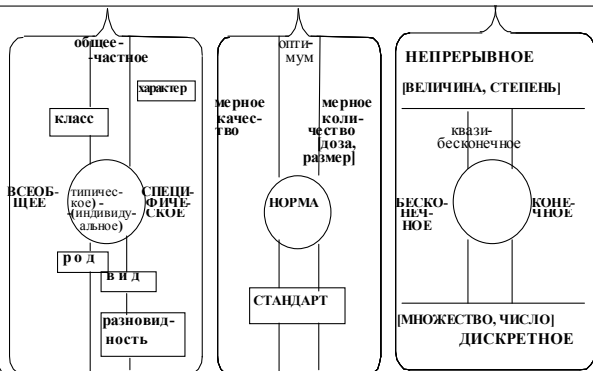 общее-
-частное
характер
класс
ВСЕОБ-
ЩЕЕ
типичес-
кое) -
-(индивиду-
альное)
СПЕЦИ-
ФИЧЕ-
СКОЕ
р о д
в и д
разновид-
ность
опти-
мум
мерное
качес-
тво
мерное
коли-
чество
[доза,
размер]
НОРМА
СТАНДАРТ
НЕПРЕРЫВНОЕ
[ВЕЛИЧИНА, СТЕПЕНЬ]
квази-
бесконечное
БЕСКО-
НЕЧ-
НОЕ
КОНЕ-
ЧНОЕ
[МНОЖЕСТВО, ЧИСЛО]
ДИСКРЕТНОЕ